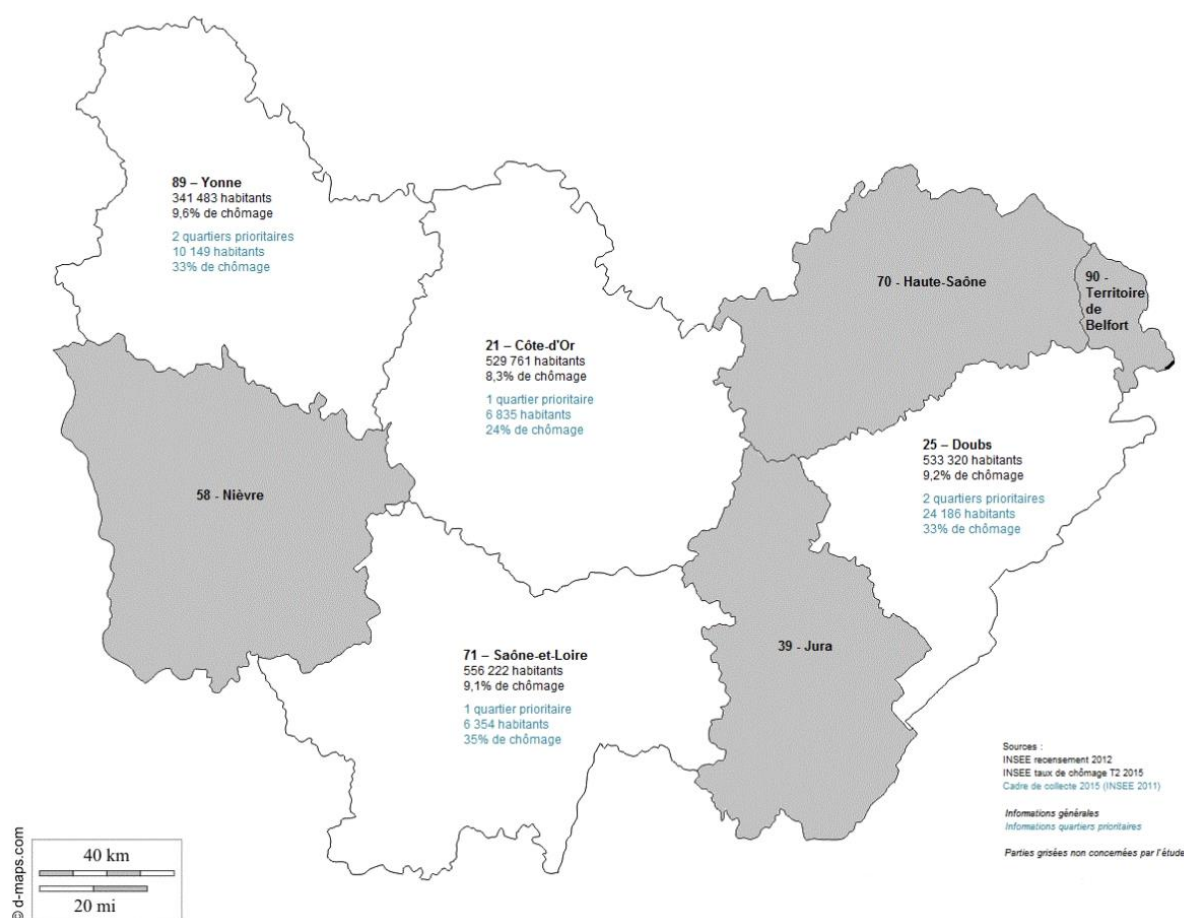 89 – Yonne
341 483 habitants
9,6% de chômage
2 quartiers prioritaires
10 149 habitants
33% de chômage
70 - Haute-Saône
90 -
Territoire
de
Belfort
21 – Côte-d'Or
529 761 habitants
8,3% de chômage
1 quartier prioritaire
6 835 habitants
24% de chômage
25 – Doubs
533 320 habitants
9,2% de chômage
2 quartiers prioritaires
24 186 habitants
33% de chômage
58 - Nièvre
71 – Saône-et-Loire
556 222 habitants
9,1% de chômage
1 quartier prioritaire
6 354 habitants
35% de chômage
39 - Jura
Sources :
INSEE recensement 2012
INSEE taux de chômage T2 2015
Cadre de collecte 2015 (INSEE 2011)
Informations générales
Informations quartiers prioritaires
Parties grisées non concernées par l'étude
© d-maps.com
40 km
20 mi